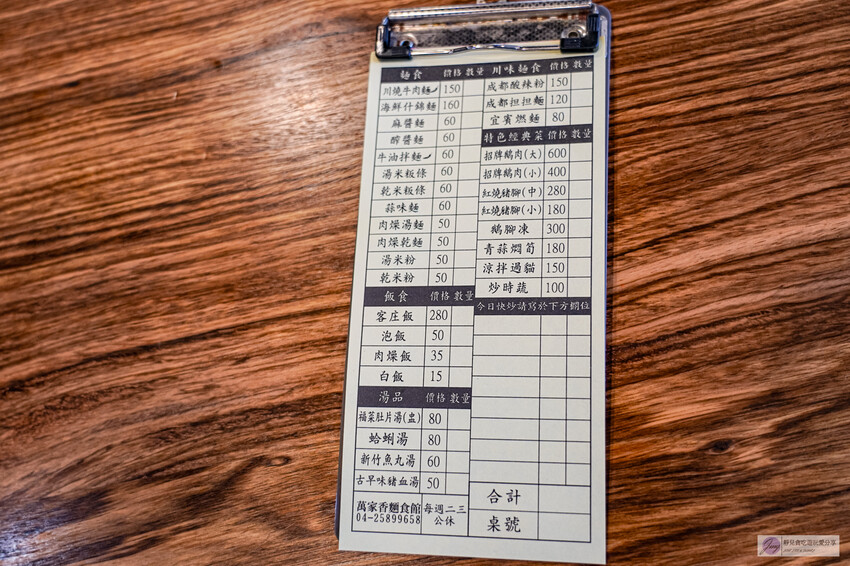 麵食 價格 數量
川燒牛肉麵 150
海鮮什錦麵 160
麻醬麵 60
醡醬麵 60
牛油拌麵 60
湯米粄條 60
乾米粄條 60
蒜味麵 60
肉燥湯麵 50
肉燥乾麵 50
湯米粉 50
乾米粉 50
飯食 價格 數量
客庄飯 280
泡飯 50
肉燥飯 35
白飯 15
湯品 價格 數量
福菜肚片湯(盅) 80
蛤蜊湯 80
新竹魚丸湯 60
古早味豬血湯 50
萬家香麵食館
04-25899658
每週二三
公休
川味麵食 價格 數量
成都酸辣粉 150
成都担担麵 120
宜賓燃麵 80
特色經典菜 價格 數量
招牌鵝肉(大) 600
招牌鵝肉(小) 400
紅燒豬腳(中) 280
紅燒豬腳(小) 180
鵝腳凍 300
青蒜燜筍 180
涼拌過貓 150
炒時蔬 100
今日快炒請寫於下方欄位
合計
桌號
靜兒貪吃逛玩愛分享